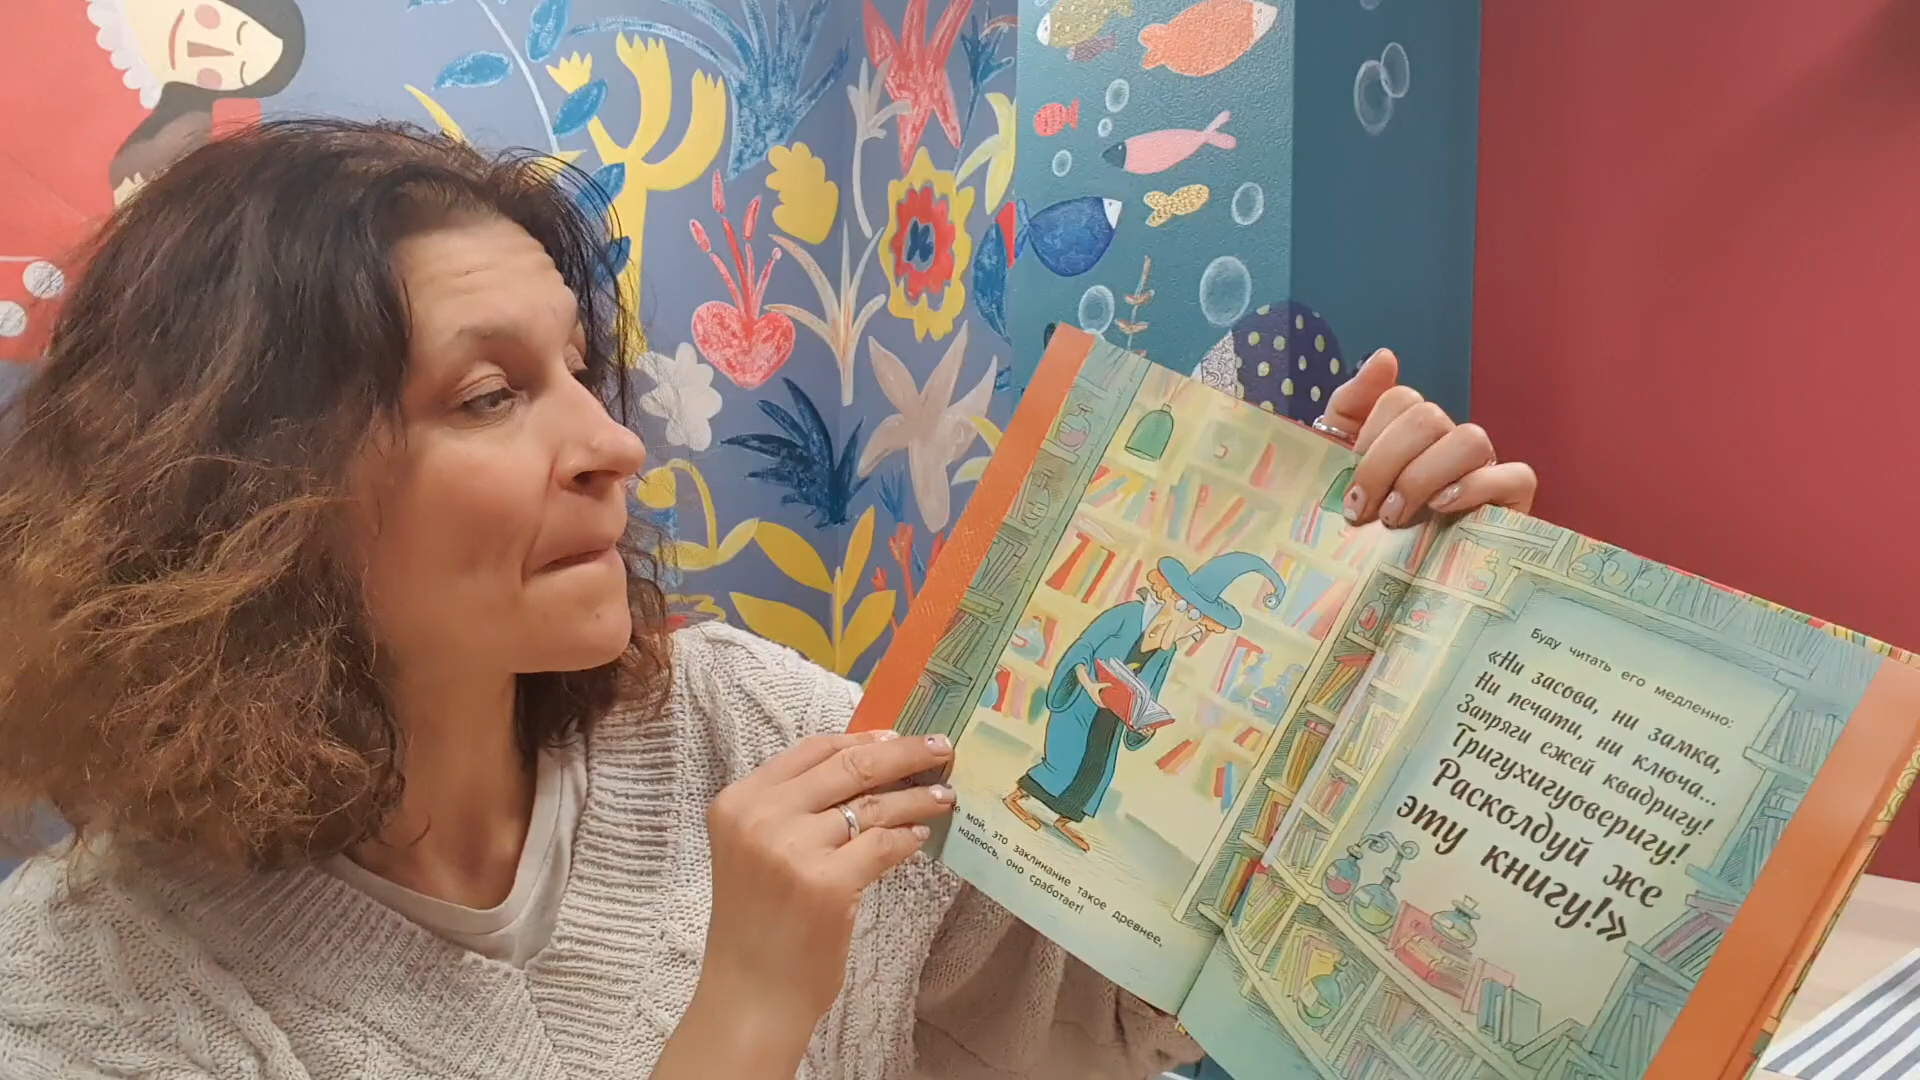 мой, это заклинание такое древнее,
надеюсь, оно сработает!
Буду читать его медленно:
«Ни засова, ни замка,
Ни печати, ни ключа...
Запряги ежей квадригу!
Тригухигуоверигу!
Расколдуй же
эту книгу!»